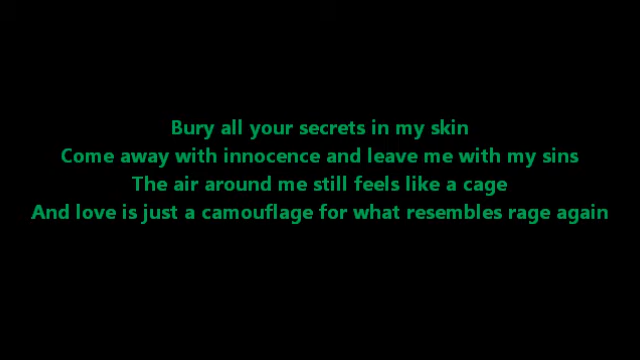 Bury all your secrets in my skin
Come away with innocence and leave me with my sins
The air around me still feels like a cage
And love is just a camouflage for what resembles rage again